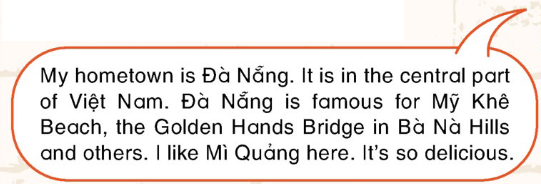 My hometown is Đà Nẵng. It is in the central part
of Việt Nam. Đà Nẵng is famous for Mỹ Khê
Beach, the Golden Hands Bridge in Bà Nà Hills
and others. I like Mì Quảng here. It's so delicious.